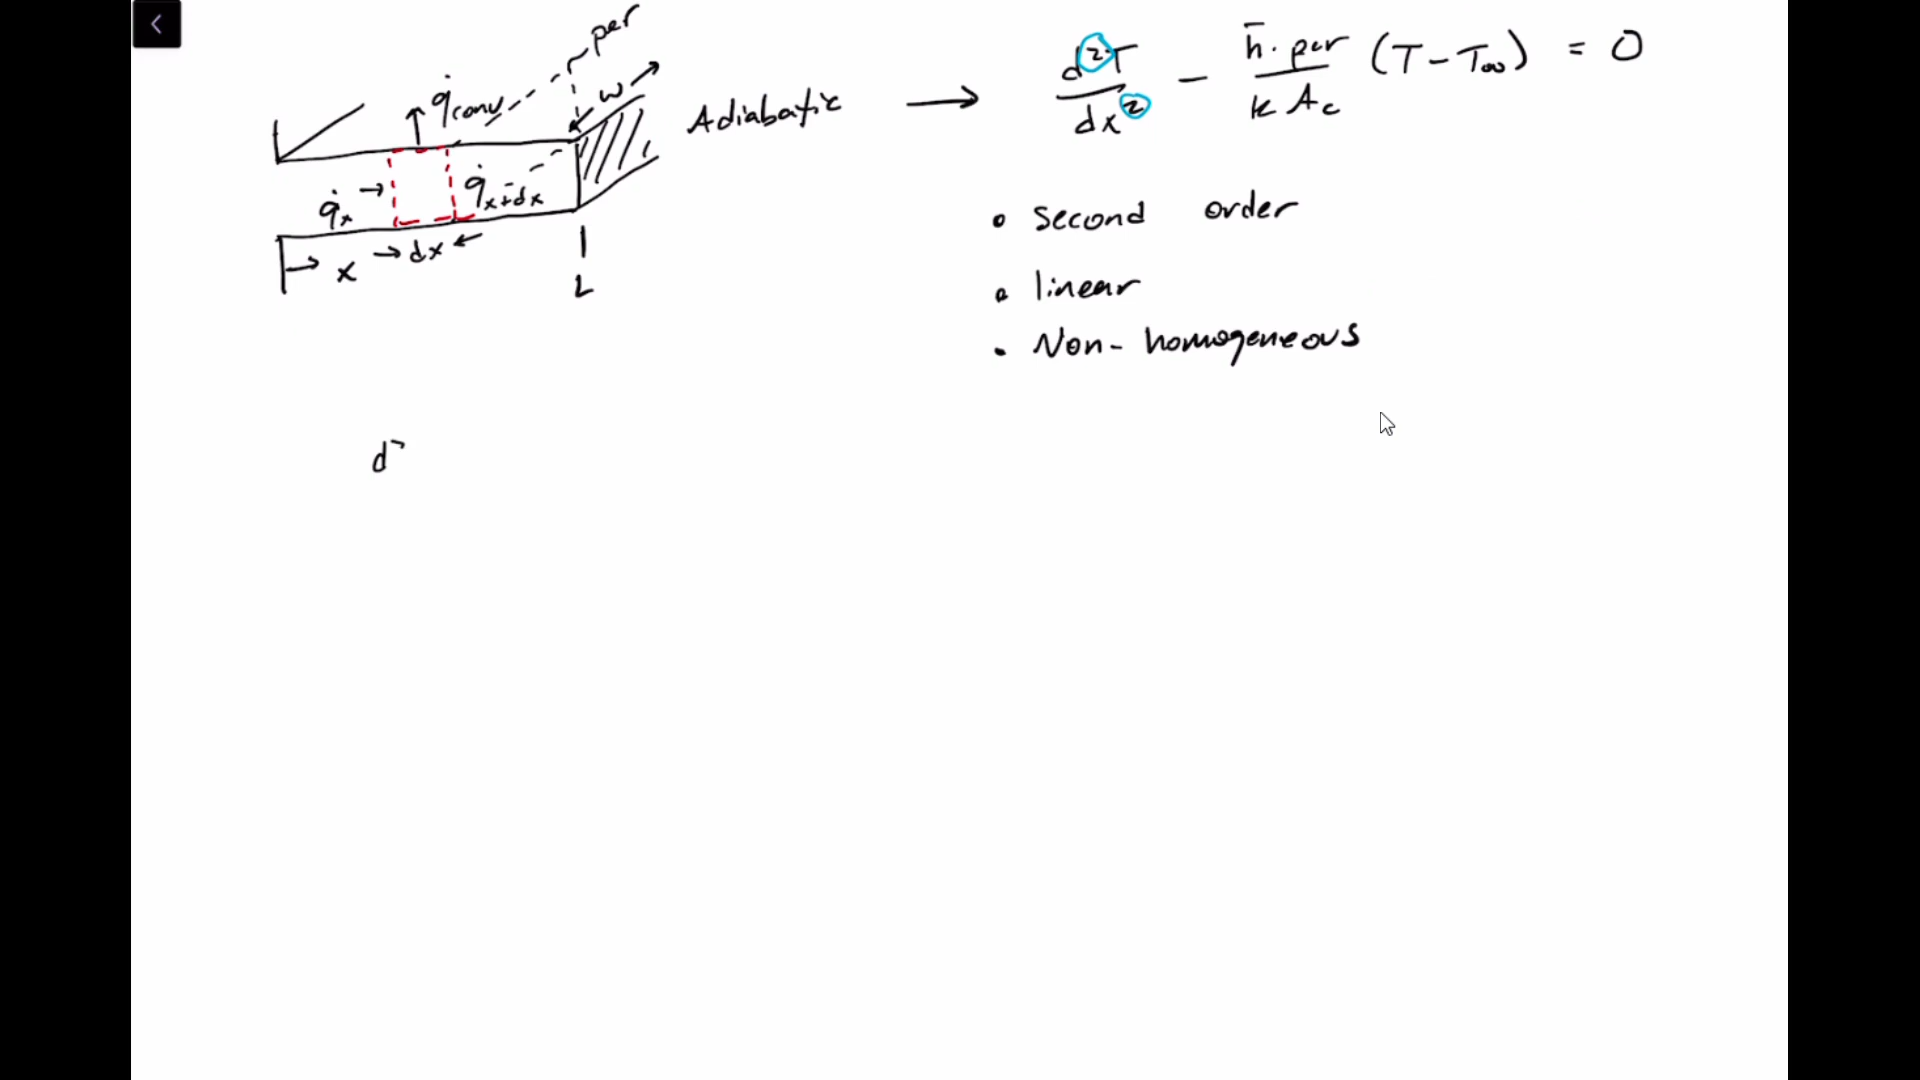 per
q̇conv
w
Adiabatic → d²T/dx² − h̄·per/kAc (T − T∞) = 0
q̇x → q̇x+dx
→ x → dx ←
L
• second order
• linear
• Non-homogeneous
d